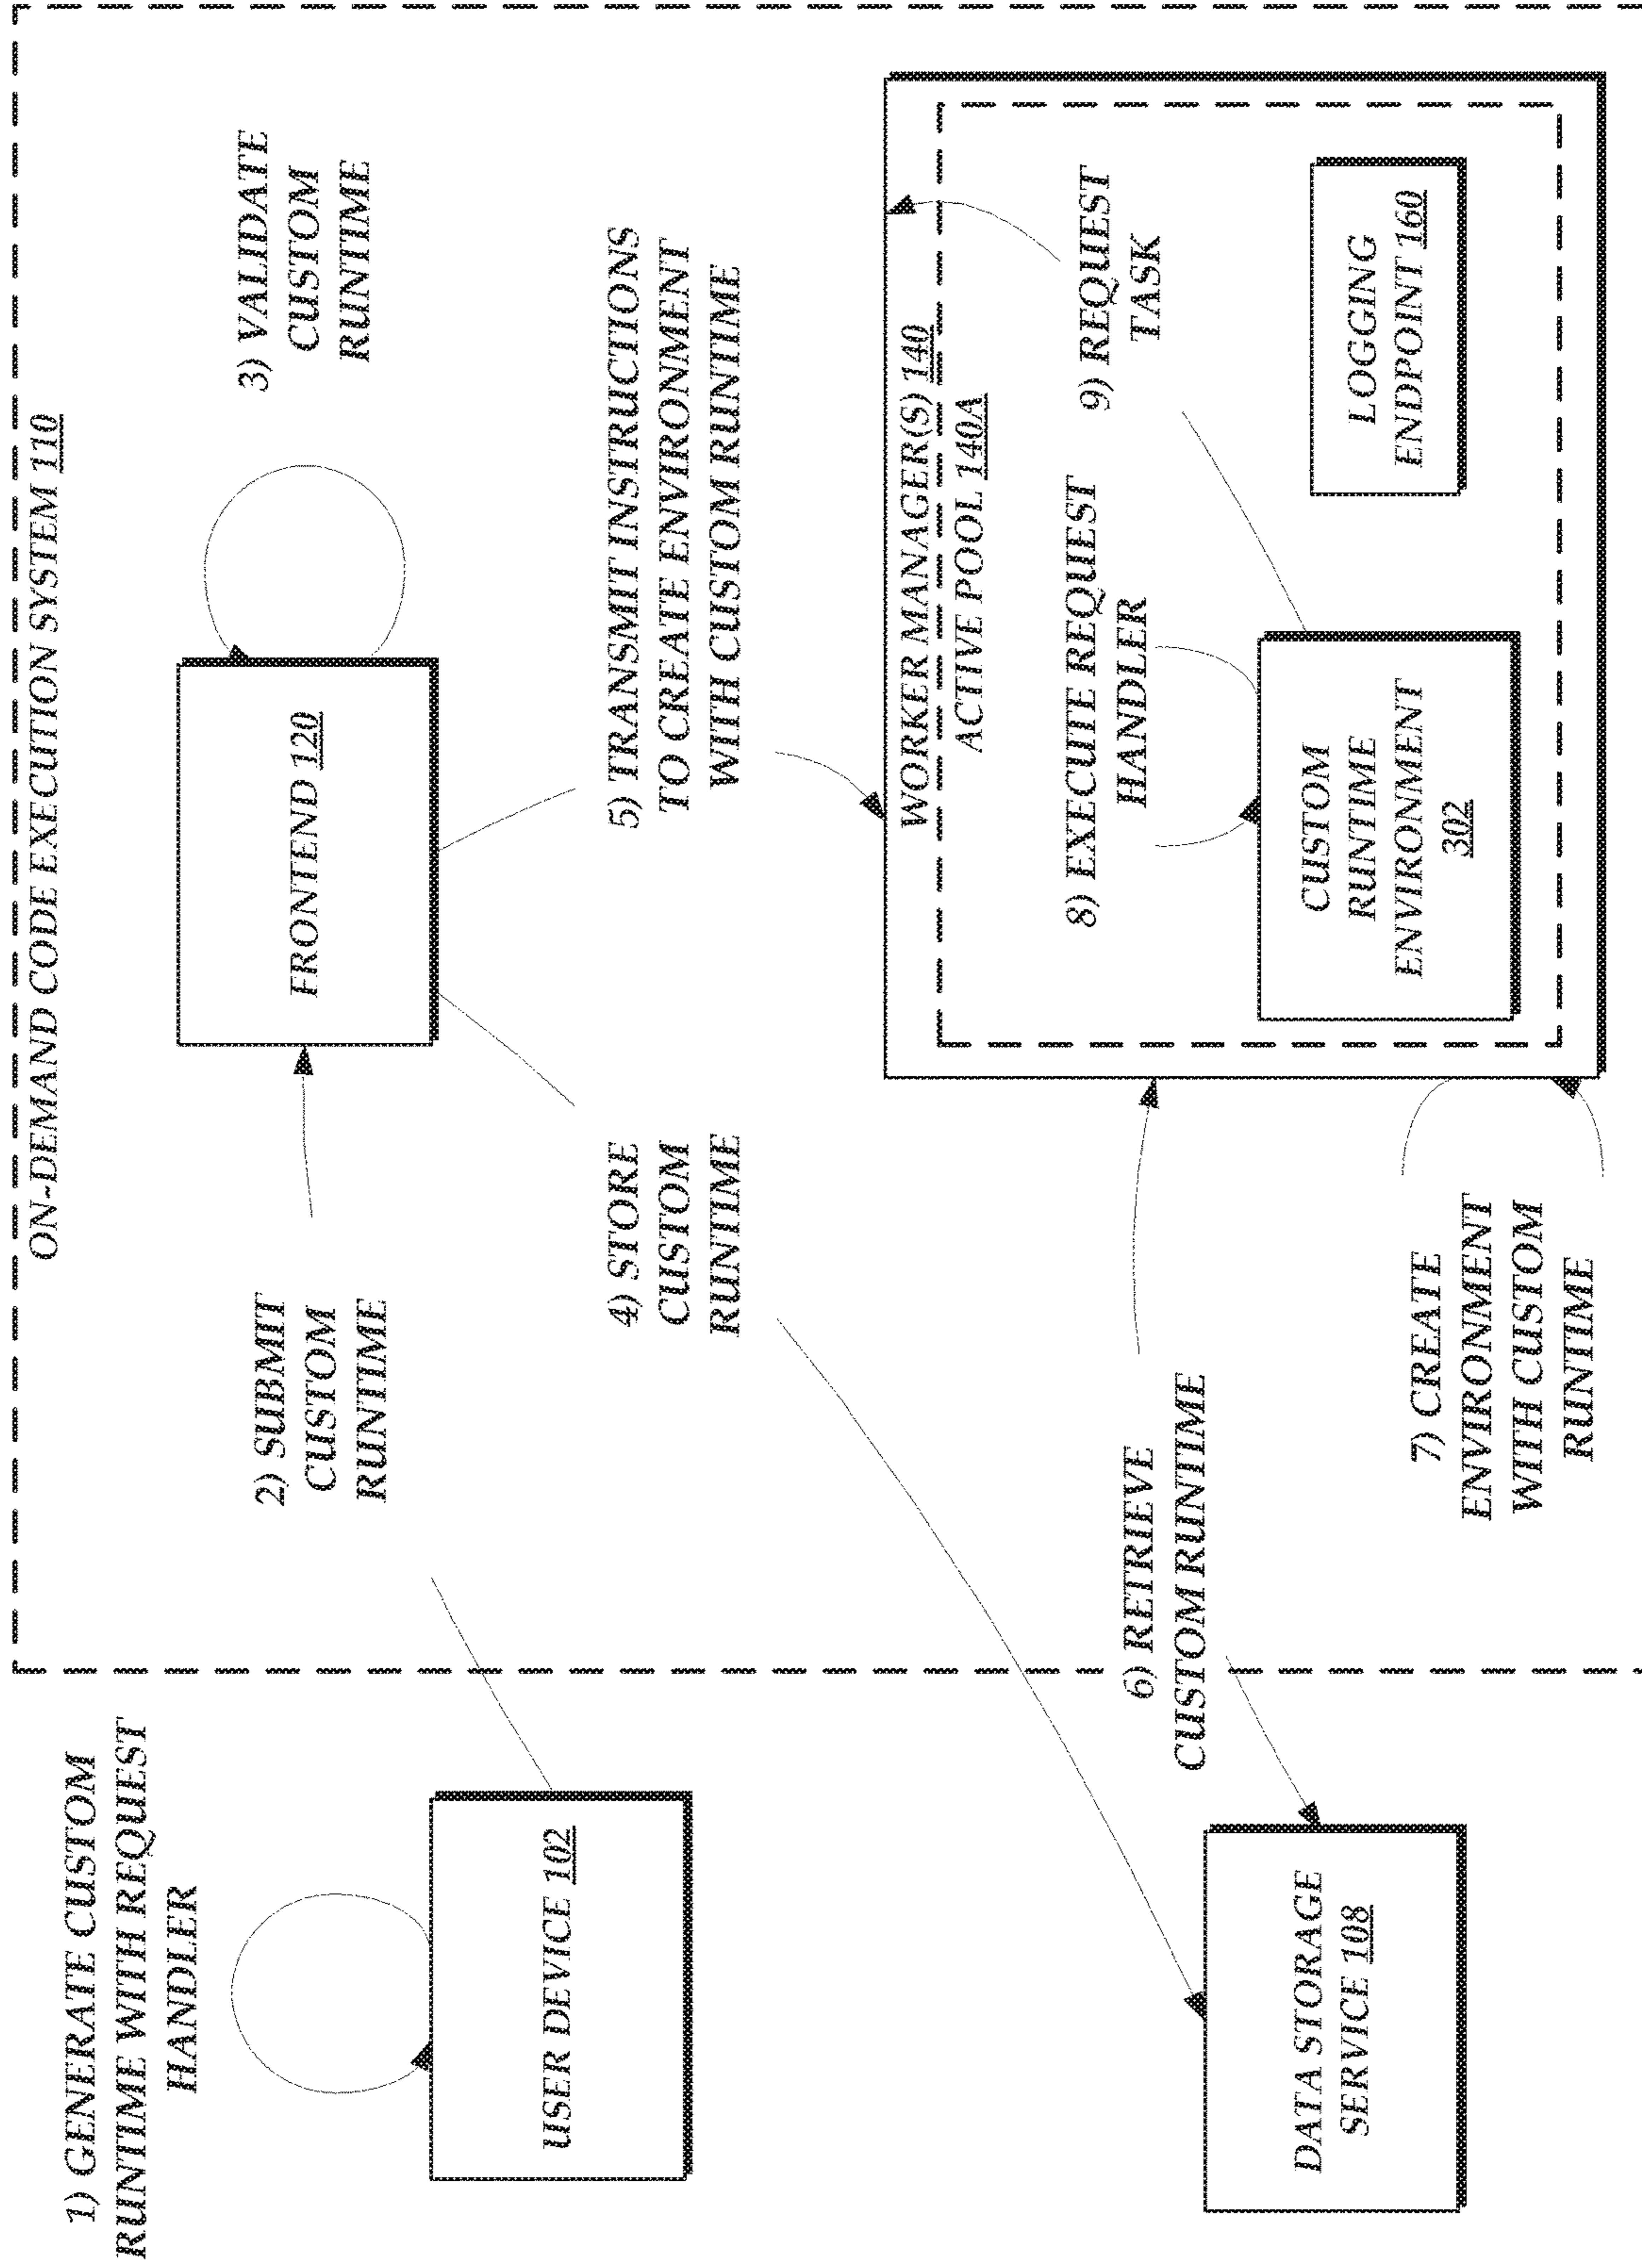 1) GENERATE CUSTOM
RUNTIME WITH REQUEST
HANDLER
USER DEVICE 102
DATA STORAGE
SERVICE 108
ON-DEMAND CODE EXECUTION SYSTEM 110
2) SUBMIT
CUSTOM
RUNTIME
FRONTEND 120
3) VALIDATE
CUSTOM
RUNTIME
4) STORE
CUSTOM
RUNTIME
5) TRANSMIT INSTRUCTIONS
TO CREATE ENVIRONMENT
WITH CUSTOM RUNTIME
6) RETRIEVE
CUSTOM RUNTIME
7) CREATE
ENVIRONMENT
WITH CUSTOM
RUNTIME
WORKER MANAGER(S) 140
ACTIVE POOL 140A
8) EXECUTE REQUEST
HANDLER
9) REQUEST
TASK
CUSTOM
RUNTIME
ENVIRONMENT
302
LOGGING
ENDPOINT 160